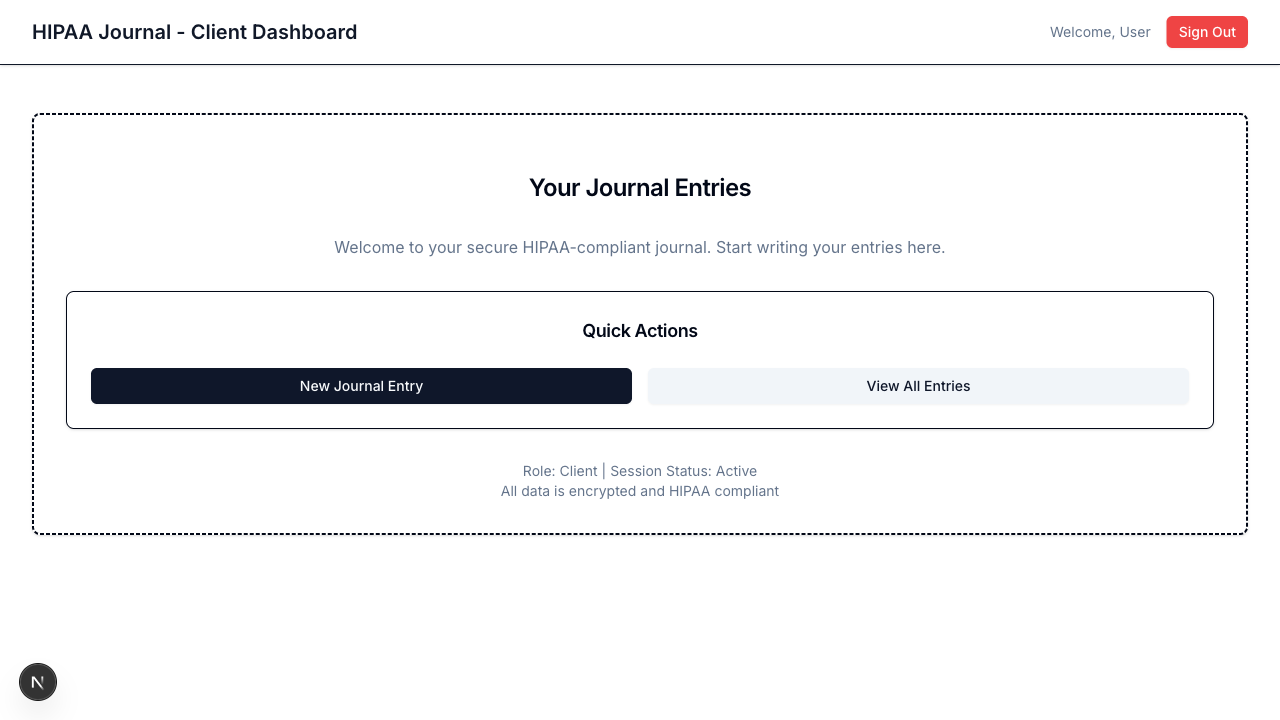 HIPAA Journal - Client Dashboard
Welcome, User
Sign Out
Your Journal Entries
Welcome to your secure HIPAA-compliant journal. Start writing your entries here.
Quick Actions
New Journal Entry
View All Entries
Role: Client | Session Status: Active
All data is encrypted and HIPAA compliant
N